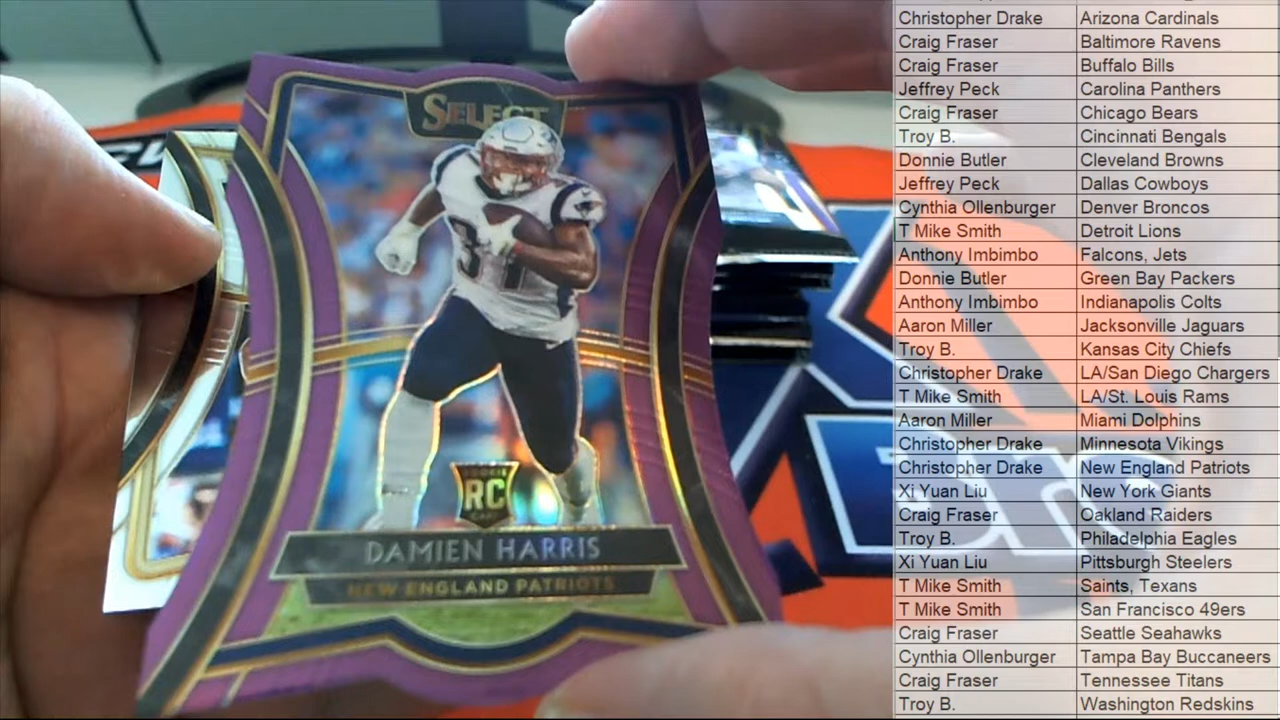 SELECT
37
ROOKIE
RC
DAMIEN HARRIS
NEW ENGLAND PATRIOTS
Christopher Drake Arizona Cardinals
Craig Fraser Baltimore Ravens
Craig Fraser Buffalo Bills
Jeffrey Peck Carolina Panthers
Craig Fraser Chicago Bears
Troy B. Cincinnati Bengals
Donnie Butler Cleveland Browns
Jeffrey Peck Dallas Cowboys
Cynthia Ollenburger Denver Broncos
T Mike Smith Detroit Lions
Anthony Imbimbo Falcons, Jets
Donnie Butler Green Bay Packers
Anthony Imbimbo Indianapolis Colts
Aaron Miller Jacksonville Jaguars
Troy B. Kansas City Chiefs
Christopher Drake LA/San Diego Chargers
T Mike Smith LA/St. Louis Rams
Aaron Miller Miami Dolphins
Christopher Drake Minnesota Vikings
Christopher Drake New England Patriots
Xi Yuan Liu New York Giants
Craig Fraser Oakland Raiders
Troy B. Philadelphia Eagles
Xi Yuan Liu Pittsburgh Steelers
T Mike Smith Saints, Texans
T Mike Smith San Francisco 49ers
Craig Fraser Seattle Seahawks
Cynthia Ollenburger Tampa Bay Buccaneers
Craig Fraser Tennessee Titans
Troy B. Washington Redskins